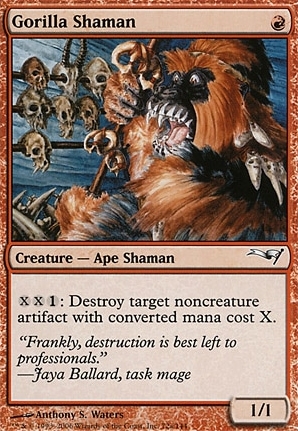 Gorilla Shaman
Creature — Ape Shaman
X X 1: Destroy target noncreature
artifact with converted mana cost X.
"Frankly, destruction is best left to
professionals."
—Jaya Ballard, task mage
Anthony S. Waters
1/1